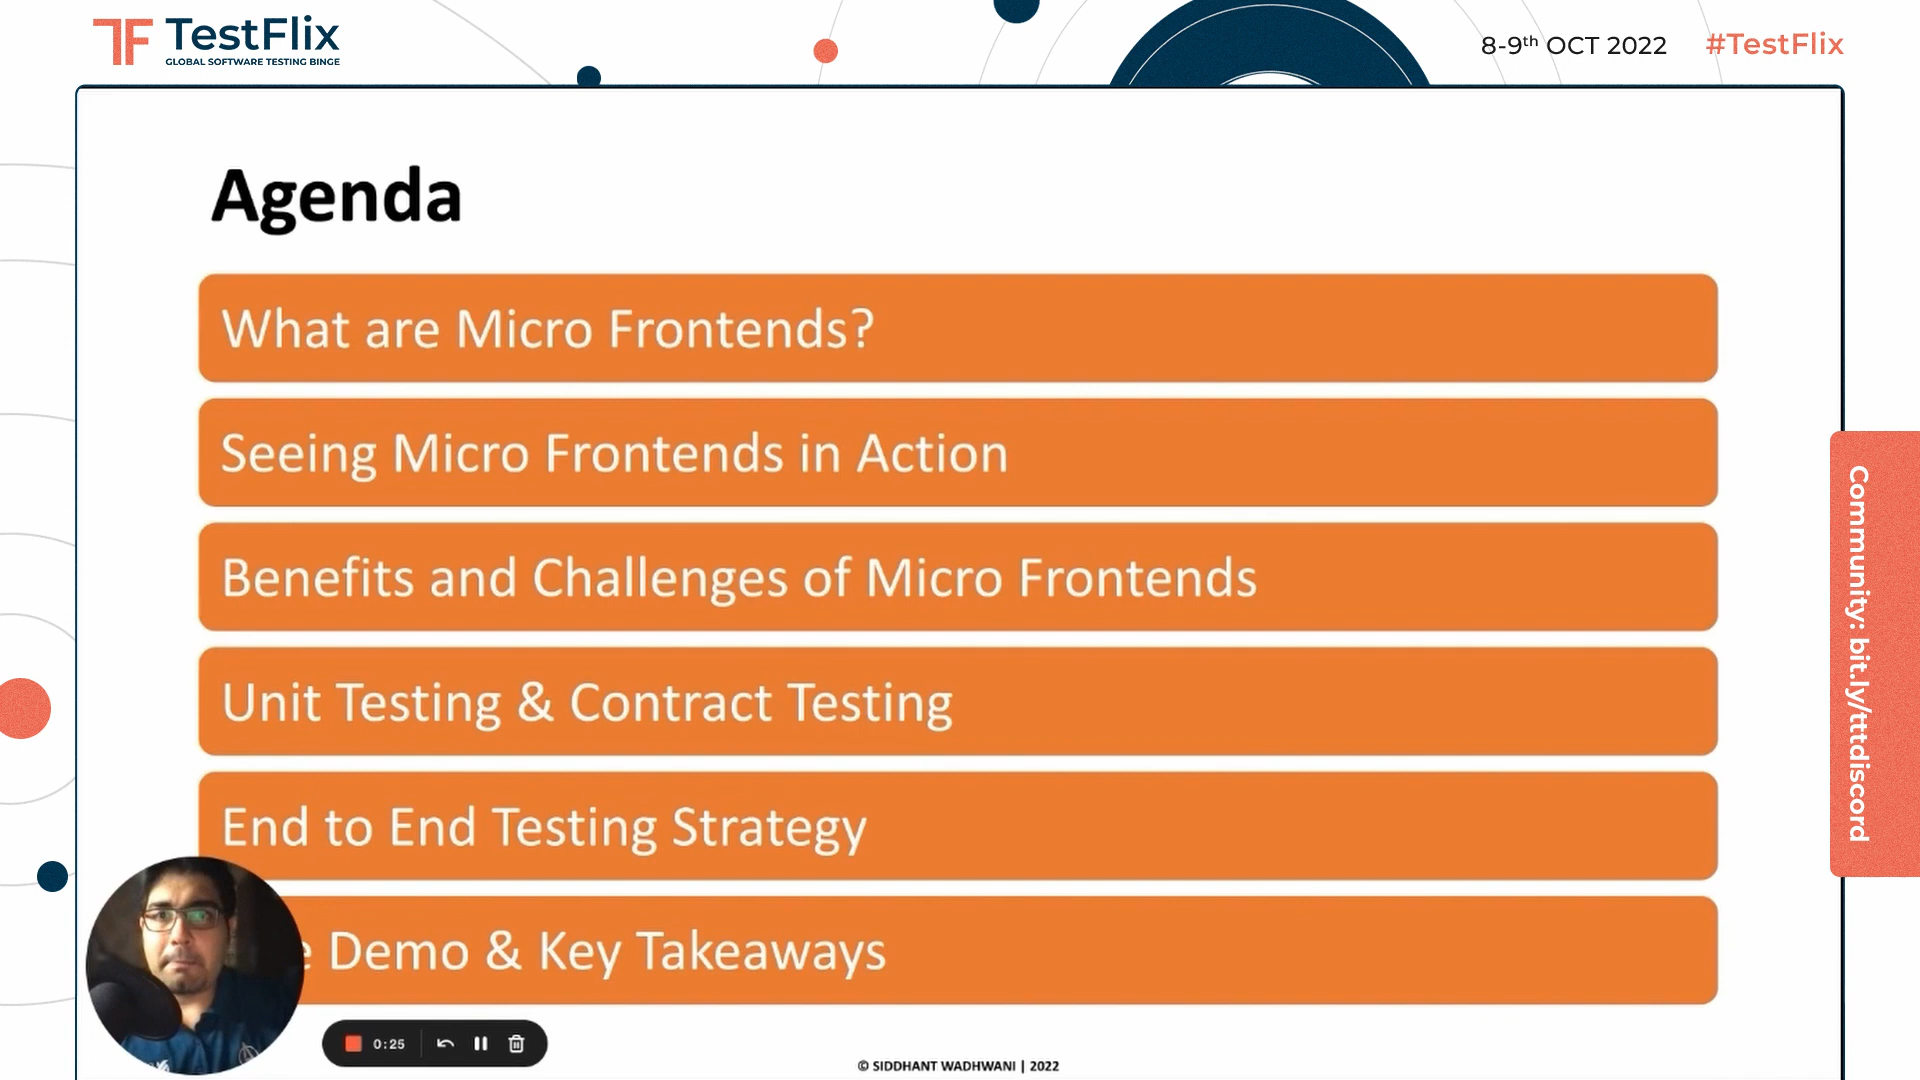 TF TestFlix
GLOBAL SOFTWARE TESTING BINGE
8-9th OCT 2022 #TestFlix
Agenda
What are Micro Frontends?
Seeing Micro Frontends in Action
Benefits and Challenges of Micro Frontends
Unit Testing & Contract Testing
End to End Testing Strategy
Demo & Key Takeaways
Community: bit.ly/tttdiscord
0:25
© SIDDHANT WADHWANI | 2022